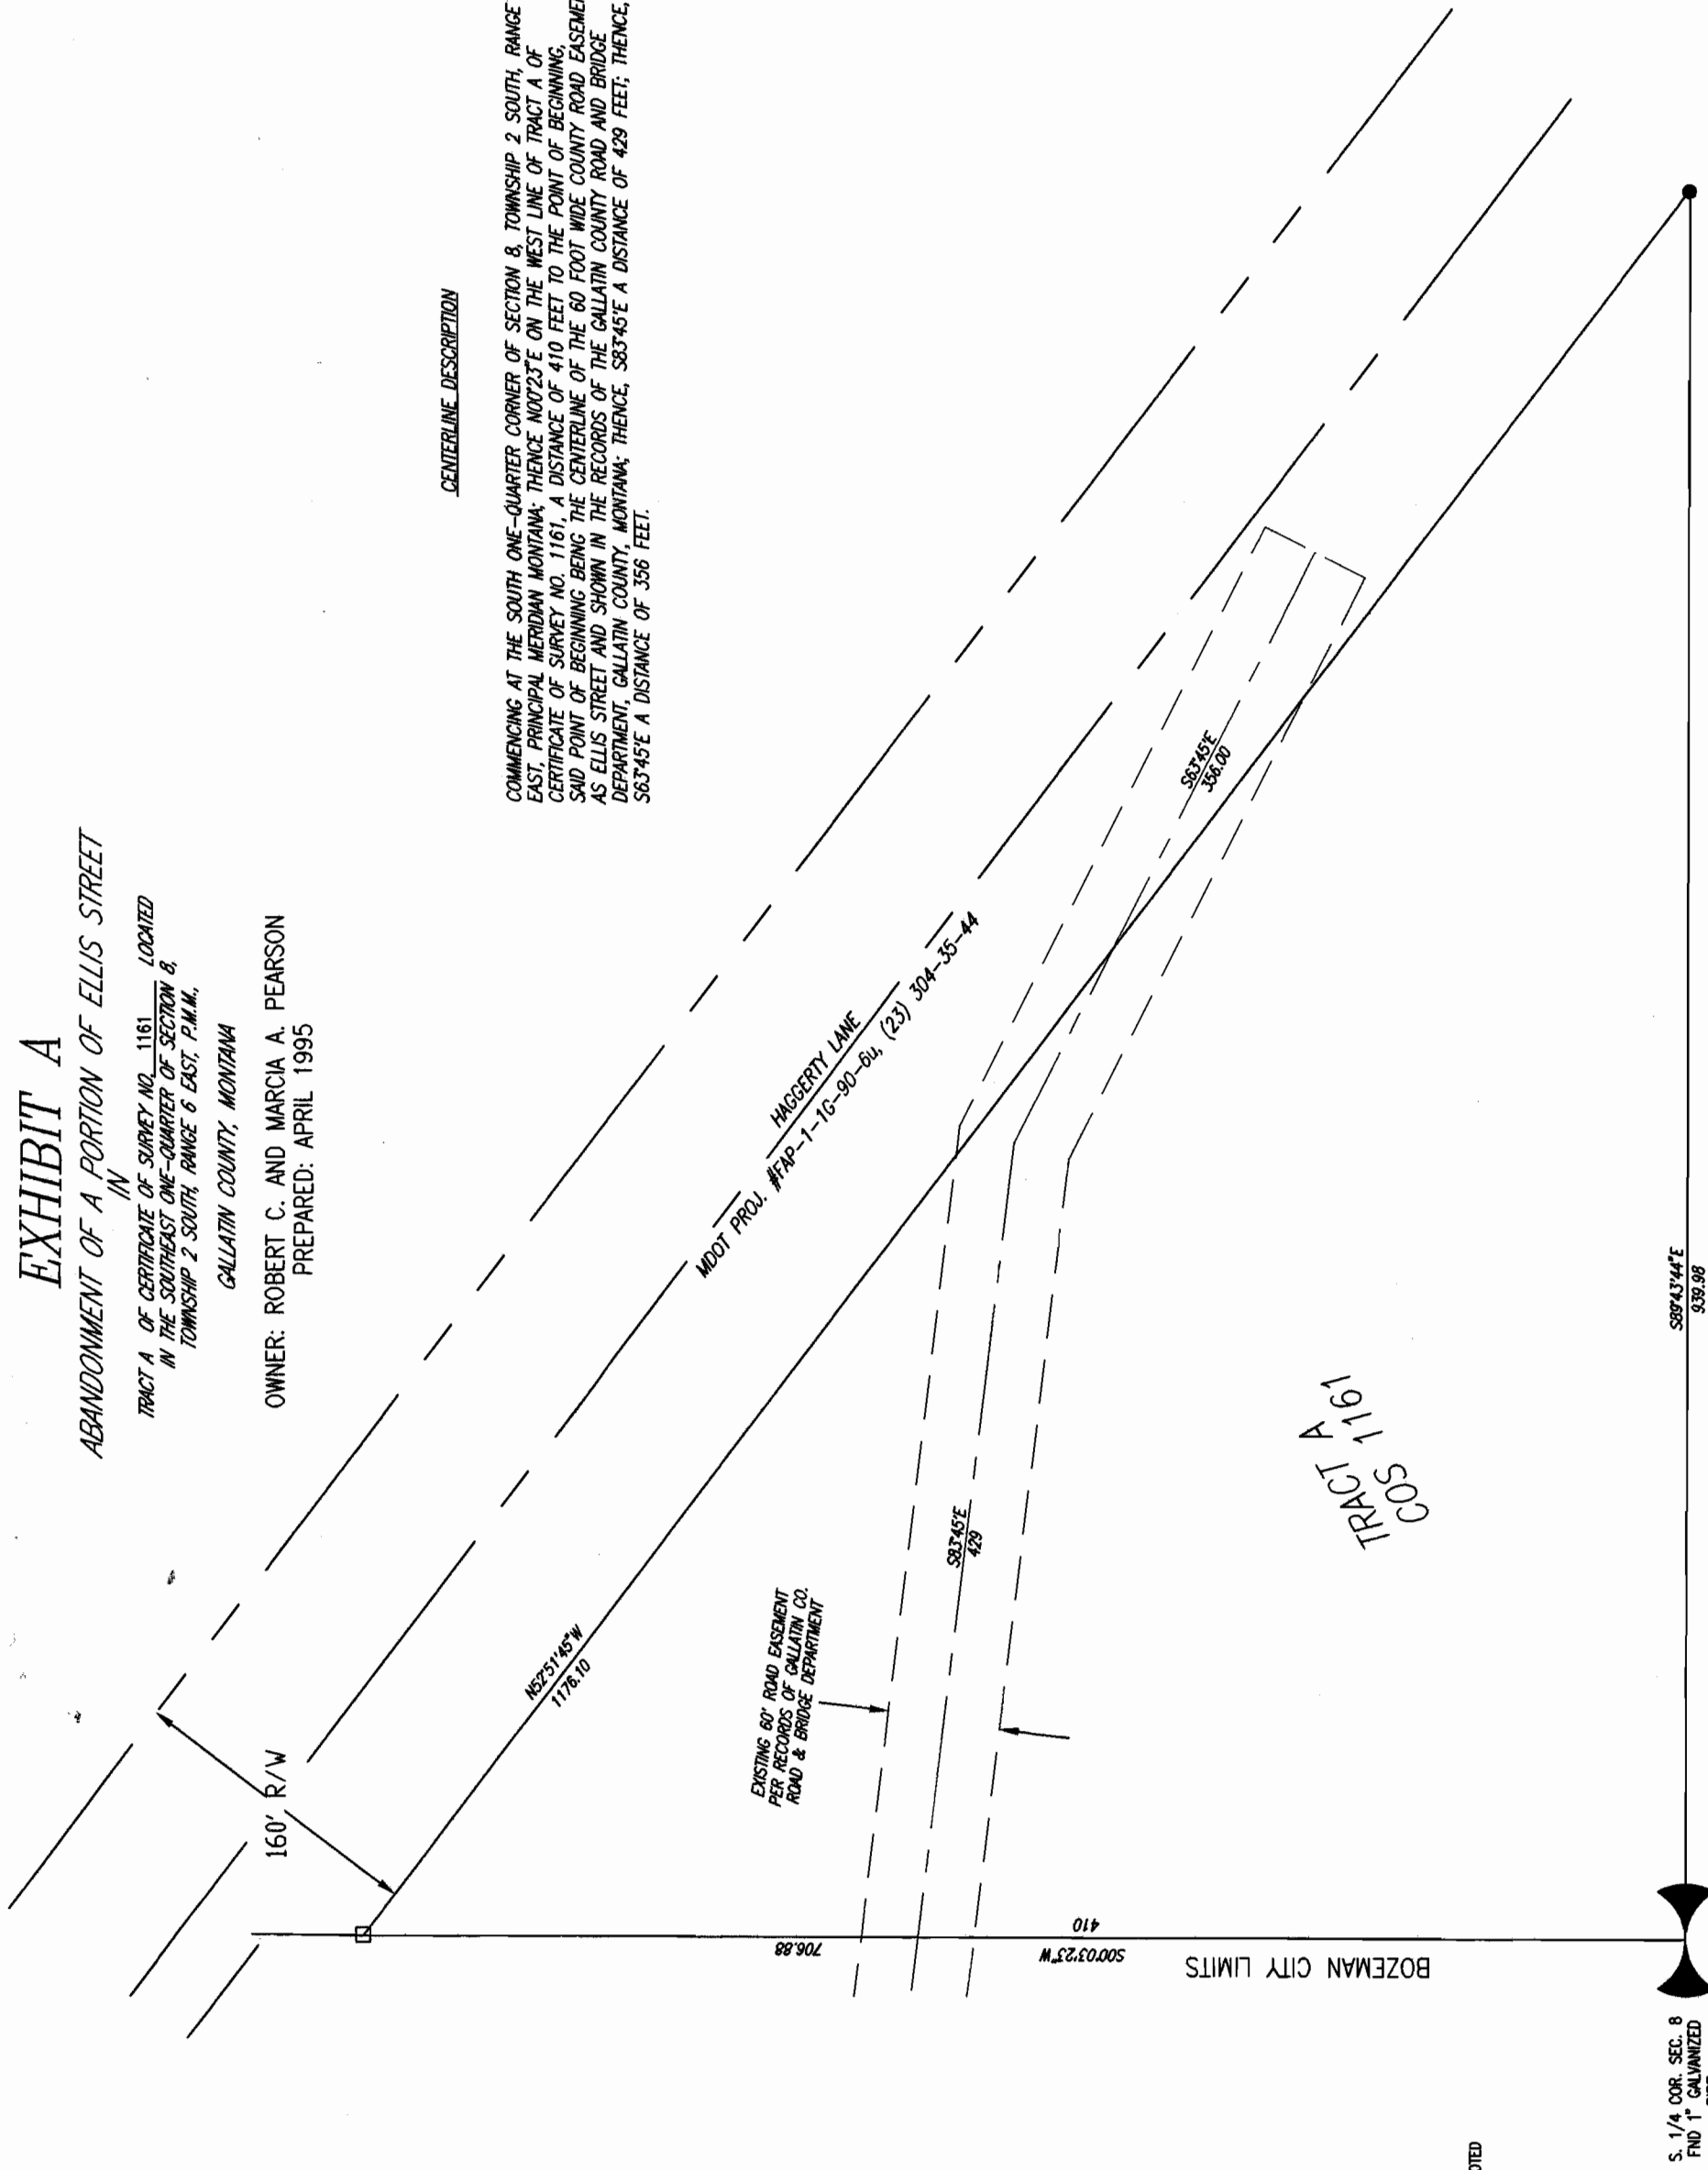 EXHIBIT A
ABANDONMENT OF A PORTION OF ELLIS STREET
IN
TRACT A OF CERTIFICATE OF SURVEY NO. 1161 LOCATED
IN THE SOUTHEAST ONE-QUARTER OF SECTION 8,
TOWNSHIP 2 SOUTH, RANGE 6 EAST, P.M.M.,
GALLATIN COUNTY, MONTANA
OWNER: ROBERT C. AND MARCIA A. PEARSON
PREPARED: APRIL 1995
CENTERLINE DESCRIPTION
COMMENCING AT THE SOUTH ONE-QUARTER CORNER OF SECTION 8, TOWNSHIP 2 SOUTH, RANGE
EAST, PRINCIPAL MERIDIAN MONTANA; THENCE N00°23'E ON THE WEST LINE OF TRACT A OF
CERTIFICATE OF SURVEY NO. 1161, A DISTANCE OF 410 FEET TO THE POINT OF BEGINNING,
SAID POINT OF BEGINNING BEING THE CENTERLINE OF THE 60 FOOT WIDE COUNTY ROAD EASEME
AS ELLIS STREET AND SHOWN IN THE RECORDS OF THE GALLATIN COUNTY ROAD AND BRIDGE
DEPARTMENT, GALLATIN COUNTY, MONTANA; THENCE, S83°45'E A DISTANCE OF 429 FEET; THENCE,
S63°45'E A DISTANCE OF 356 FEET.
160' R/W
N52°51'45"W
1176.10
HAGGERTY LANE
MDOT PROJ. #FAP-1-1G-90-6u, (23) 304-35-44
EXISTING 60' ROAD EASEMENT
PER RECORDS OF GALLATIN CO.
ROAD & BRIDGE DEPARTMENT
S83°45'E
429
S63°45'E
356.00
706.88
S00°03'23"W
410
BOZEMAN CITY LIMITS
TRACT A
COS 1161
S89°43'44"E
939.98
OTED
S. 1/4 COR. SEC. 8
FND 1" GALVANIZED